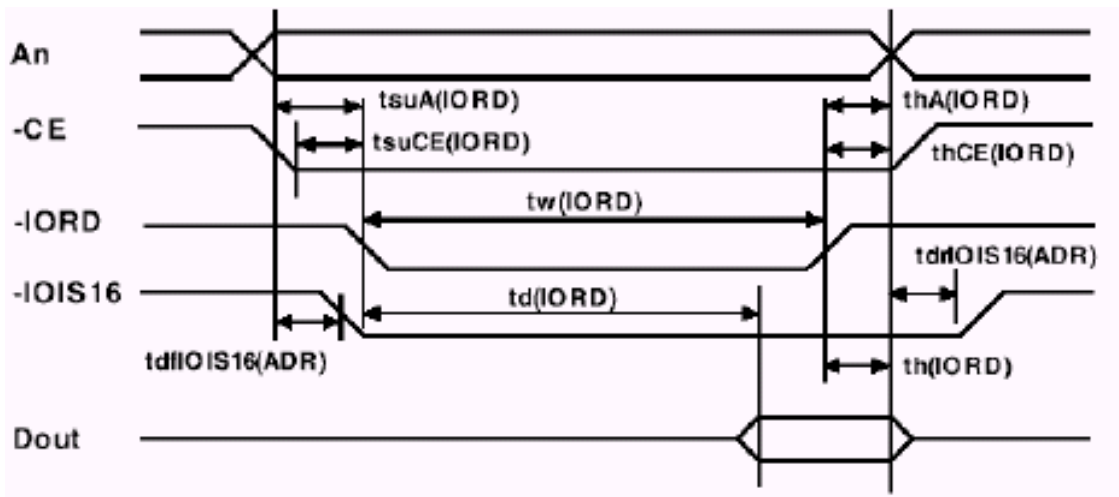 An
tsuA(IORD)
thA(IORD)
-CE
tsuCE(IORD)
thCE(IORD)
tw(IORD)
-IORD
tdrIOIS16(ADR)
-IOIS16
td(IORD)
tdfIOIS16(ADR)
th(IORD)
Dout